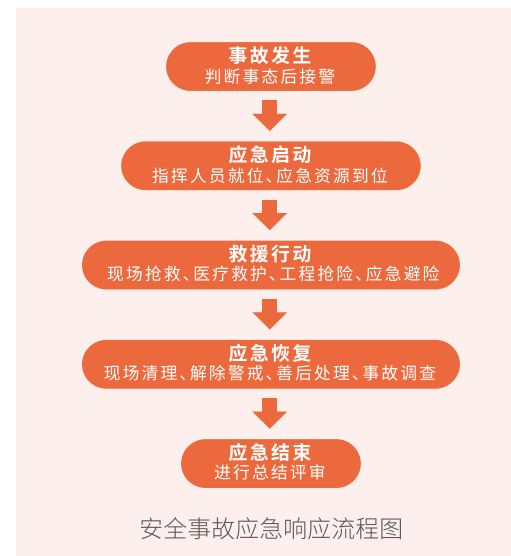 事故发生
判断事态后接警
应急启动
指挥人员就位、应急资源到位
救援行动
现场抢救、医疗救护、工程抢险、应急避险
应急恢复
现场清理、解除警戒、善后处理、事故调查
应急结束
进行总结评审
安全事故应急响应流程图